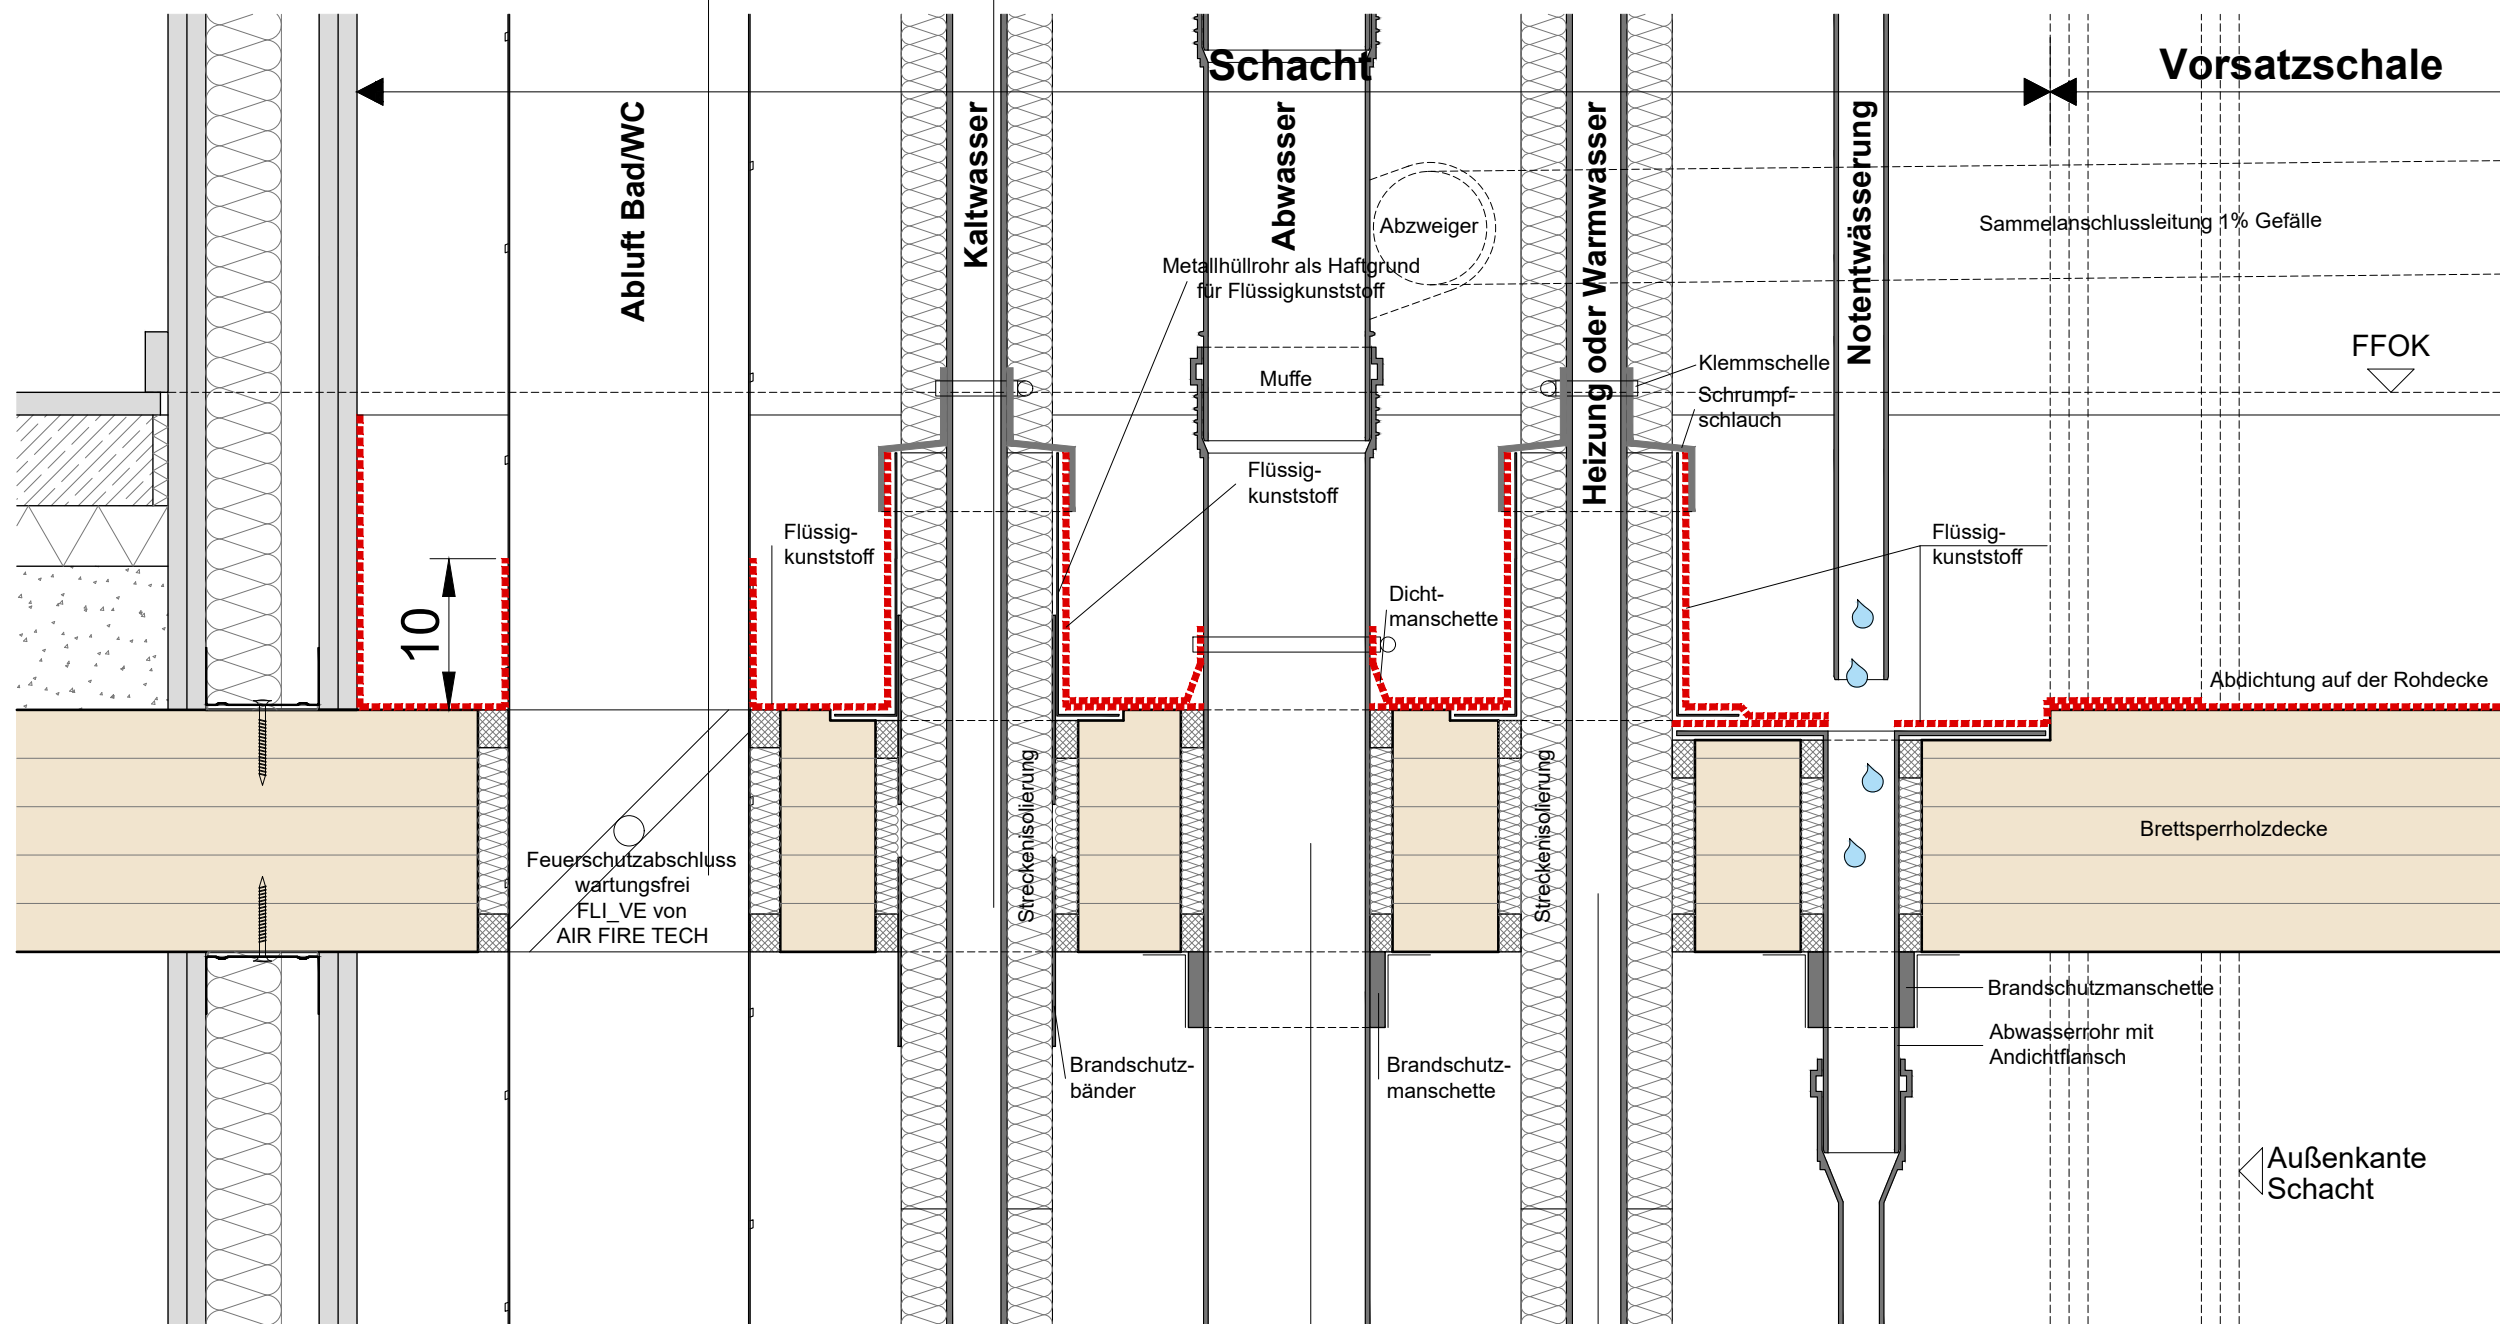 Schacht
Vorsatzschale
Abluft Bad/WC
Kaltwasser
Abwasser
Heizung oder Warmwasser
Notentwässerung
Abzweiger
Sammelanschlussleitung 1% Gefälle
Metallhüllrohr als Haftgrund
für Flüssigkunststoff
FFOK
Muffe
Klemmschelle
Schrumpf-
schlauch
Flüssig-
kunststoff
Flüssig-
kunststoff
Flüssig-
kunststoff
10
Dicht-
manschette
Abdichtung auf der Rohdecke
Streckenisolierung
Streckenisolierung
Brettsperrholzdecke
Feuerschutzabschluss
wartungsfrei
FLI_VE von
AIR FIRE TECH
Brandschutzmanschette
Abwasserrohr mit
Andichtflansch
Brandschutz-
bänder
Brandschutz-
manschette
Außenkante
Schacht